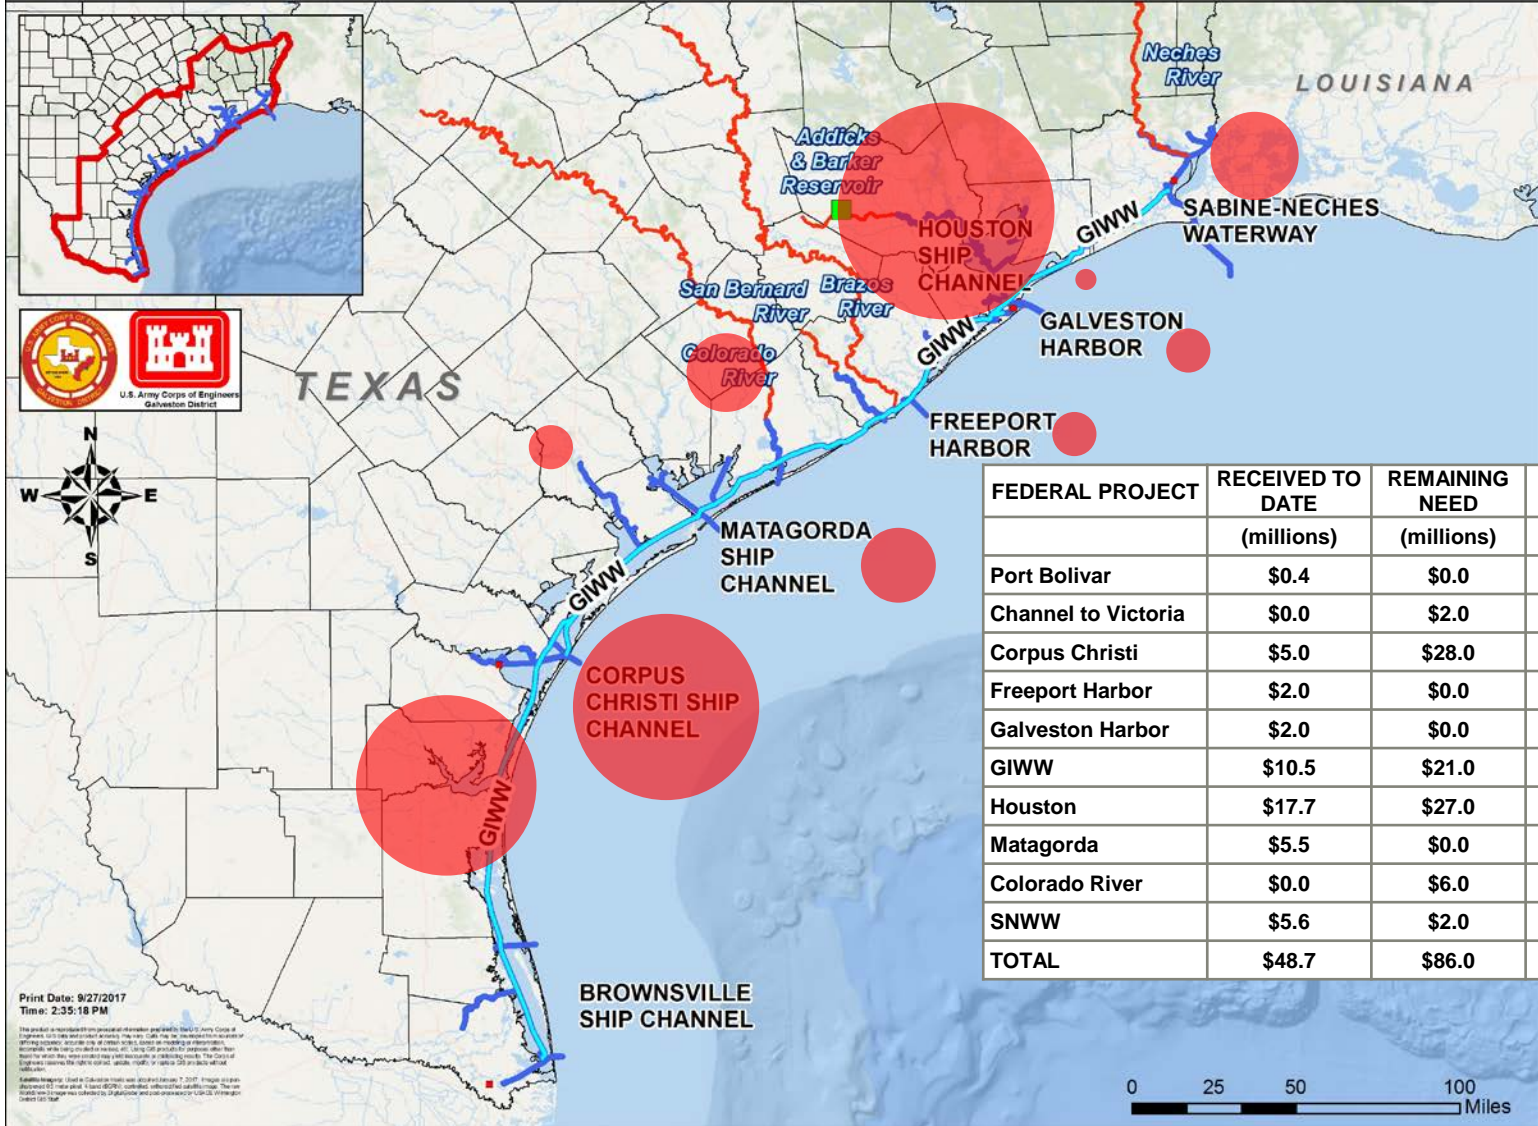 Neches
River
LOUISIANA
Addicks
& Barker
Reservoir
SABINE-NECHES
WATERWAY
GIWW
HOUSTON
SHIP
CHANNEL
San Bernard
River
Brazos
River
GALVESTON
HARBOR
GIWW
Colorado
River
U.S. ARMY CORPS OF ENGINEERS
GALVESTON DISTRICT
U.S. Army Corps of Engineers
Galveston District
TEXAS
FREEPORT
HARBOR
N
W E
S
MATAGORDA
SHIP
CHANNEL
GIWW
CORPUS
CHRISTI SHIP
CHANNEL
GIWW
BROWNSVILLE
SHIP CHANNEL
FEDERAL PROJECT RECEIVED TO DATE REMAINING NEED
(millions) (millions)
Port Bolivar $0.4 $0.0
Channel to Victoria $0.0 $2.0
Corpus Christi $5.0 $28.0
Freeport Harbor $2.0 $0.0
Galveston Harbor $2.0 $0.0
GIWW $10.5 $21.0
Houston $17.7 $27.0
Matagorda $5.5 $0.0
Colorado River $0.0 $6.0
SNWW $5.6 $2.0
TOTAL $48.7 $86.0
Print Date: 9/27/2017
Time: 2:35:18 PM
0 25 50 100
Miles